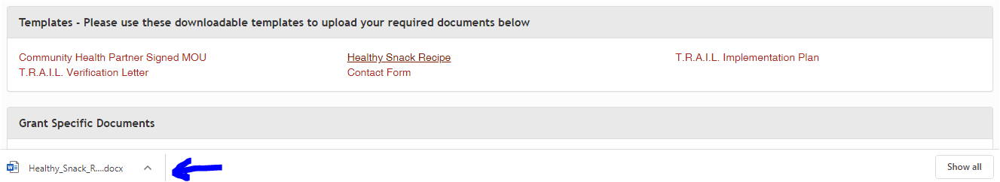 Templates - Please use these downloadable templates to upload your required documents below
Community Health Partner Signed MOU
Healthy Snack Recipe
T.R.A.I.L. Implementation Plan
T.R.A.I.L. Verification Letter
Contact Form
Grant Specific Documents
Healthy_Snack_R....docx
Show all